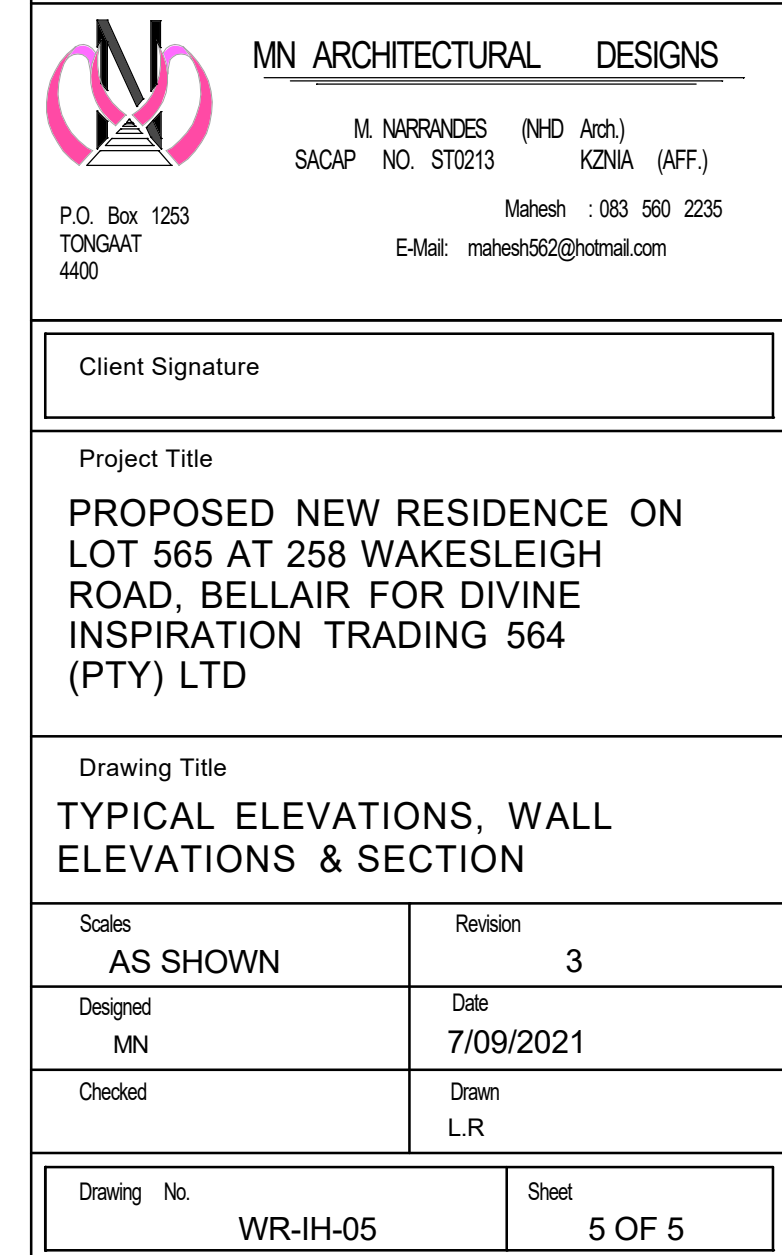 MN ARCHITECTURAL DESIGNS
M. NARRANDES (NHD Arch.)
SACAP NO. ST0213 KZNIA (AFF.)
P.O. Box 1253
TONGAAT
4400
Mahesh : 083 560 2235
E-Mail: mahesh562@hotmail.com
Client Signature
Project Title
PROPOSED NEW RESIDENCE ON
LOT 565 AT 258 WAKESLEIGH
ROAD, BELLAIR FOR DIVINE
INSPIRATION TRADING 564
(PTY) LTD
Drawing Title
TYPICAL ELEVATIONS, WALL
ELEVATIONS & SECTION
Scales
AS SHOWN
Revision
3
Designed
MN
Date
7/09/2021
Checked
Drawn
L.R
Drawing No.
WR-IH-05
Sheet
5 OF 5